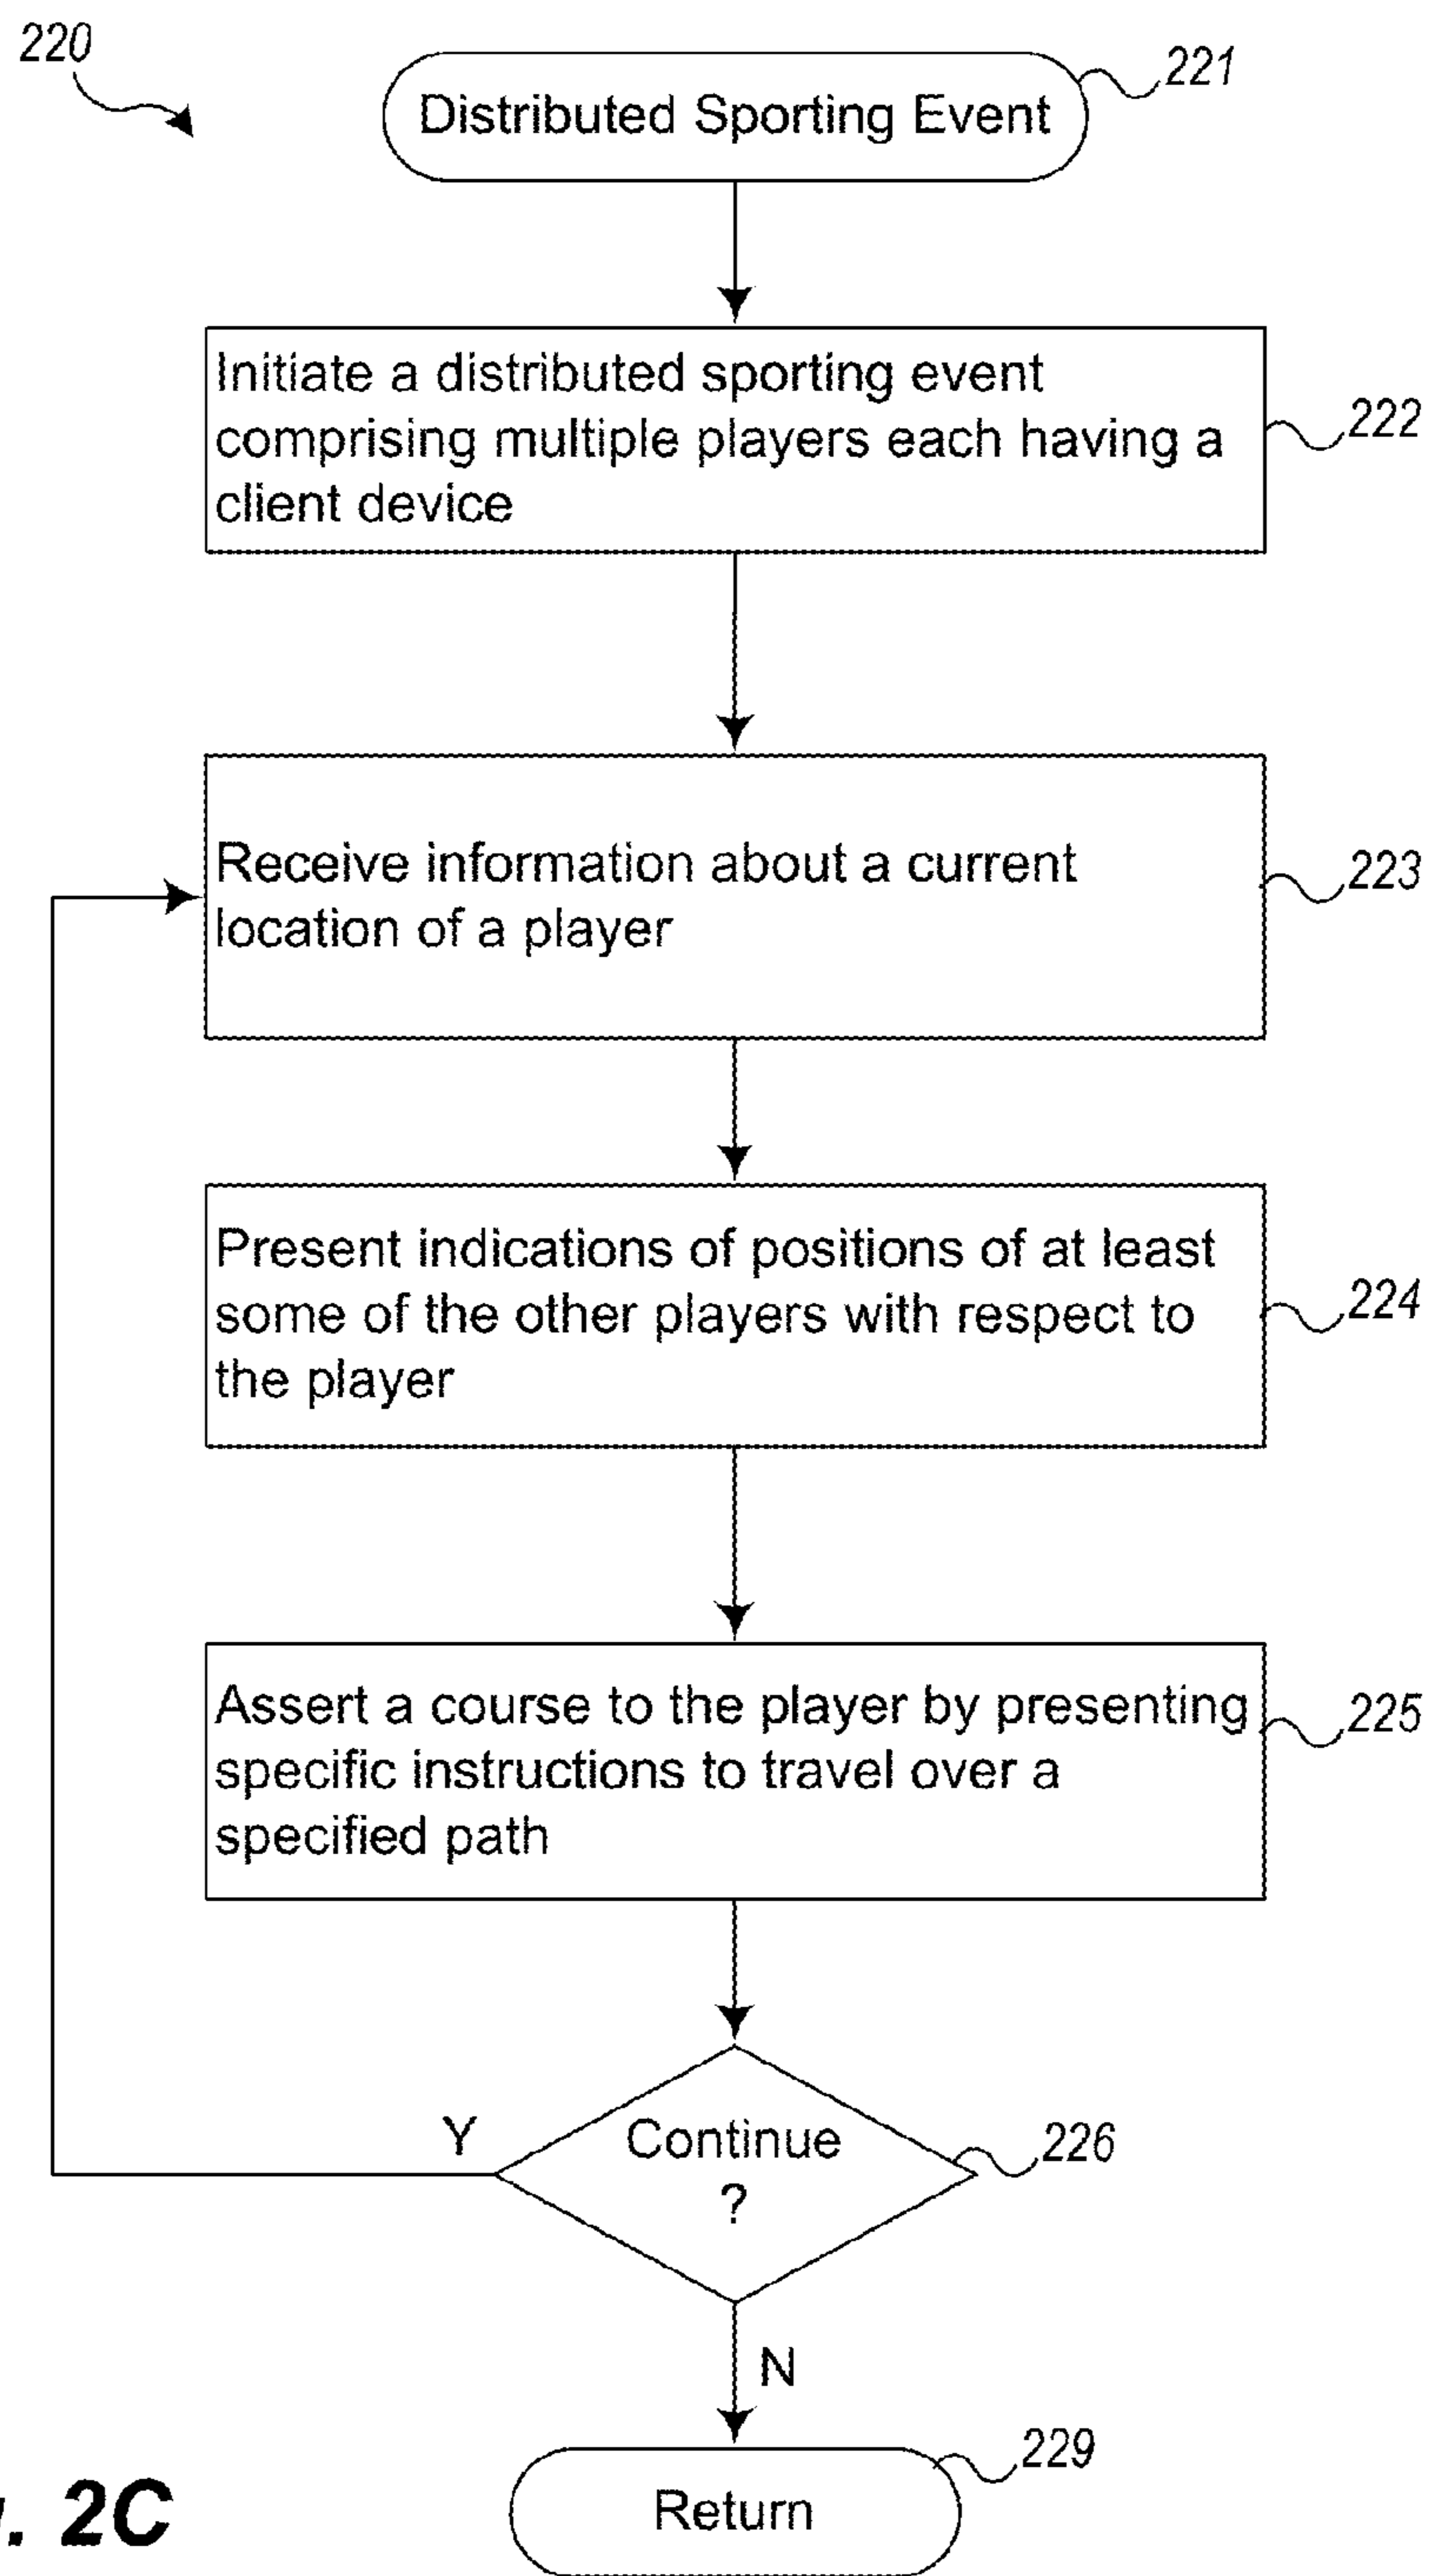 220
Distributed Sporting Event
221
Initiate a distributed sporting event
comprising multiple players each having a
client device
222
Receive information about a current
location of a player
223
Present indications of positions of at least
some of the other players with respect to
the player
224
Assert a course to the player by presenting
specific instructions to travel over a
specified path
225
Continue
?
226
Y
N
Return
229
. 2C